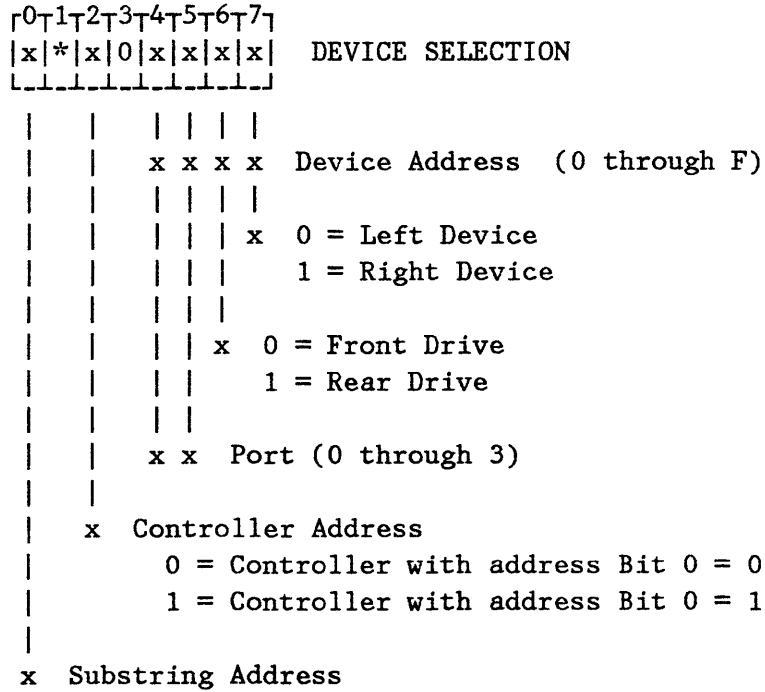 ┌0┬1┬2┬3┬4┬5┬6┬7┐
|x|*|x|0|x|x|x|x|  DEVICE SELECTION
└-┴-┴-┴-┴-┴-┴-┴-┘
x x x x  Device Address  (0 through F)
x  0 = Left Device
1 = Right Device
x  0 = Front Drive
1 = Rear Drive
x x  Port (0 through 3)
x  Controller Address
0 = Controller with address Bit 0 = 0
1 = Controller with address Bit 0 = 1
x  Substring Address